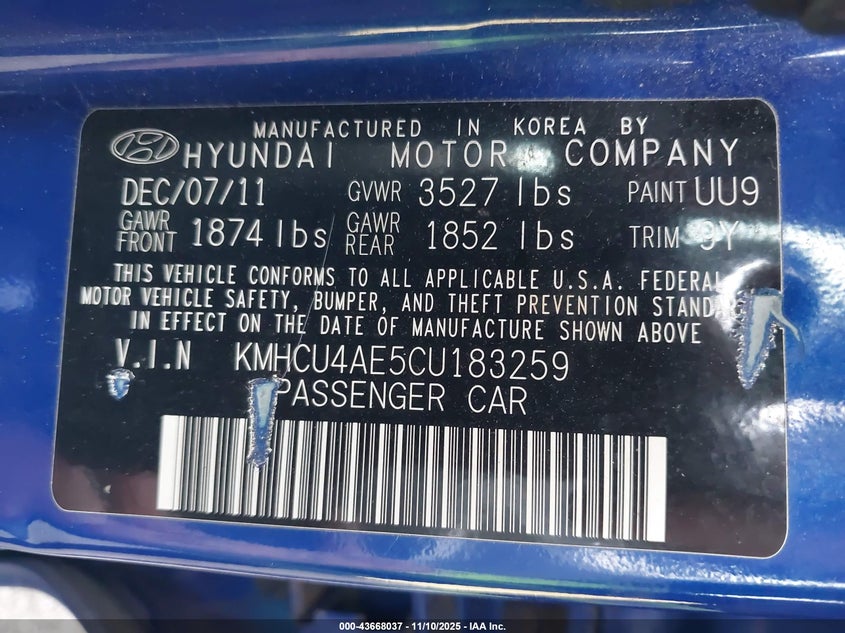 MANUFACTURED IN KOREA BY
HYUNDAI MOTOR COMPANY
DEC/07/11 GVWR 3527 lbs PAINT UU9
GAWR FRONT 1874 lbs GAWR REAR 1852 lbs TRIM 9Y
THIS VEHICLE CONFORMS TO ALL APPLICABLE U.S.A. FEDERAL
MOTOR VEHICLE SAFETY, BUMPER, AND THEFT PREVENTION
IN EFFECT ON THE DATE OF MANUFACTURE SHOWN ABOVE
V.I.N KMHCU4AE5CU183259
PASSENGER CAR
000-43668037 - 11/10/2025 - IAA Inc.